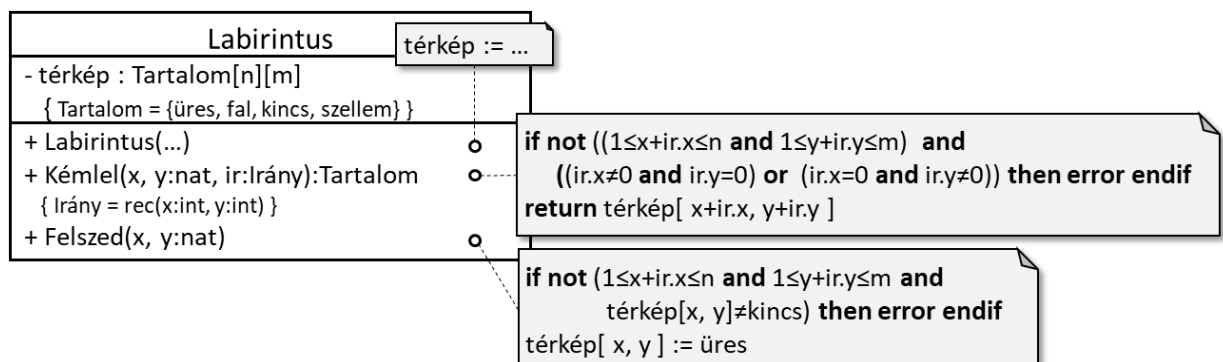 Labirintus
térkép := ...
- térkép : Tartalom[n][m]
{ Tartalom = {üres, fal, kincs, szellem} }
+ Labirintus(...)
+ Kémlel(x, y:nat, ir:Irány):Tartalom
{ Irány = rec(x:int, y:int) }
+ Felszed(x, y:nat)
if not ((1≤x+ir.x≤n and 1≤y+ir.y≤m) and
((ir.x≠0 and ir.y=0) or (ir.x=0 and ir.y≠0)) then error endif
return térkép[ x+ir.x, y+ir.y ]
if not (1≤x+ir.x≤n and 1≤y+ir.y≤m and
térkép[x, y]≠kincs) then error endif
térkép[ x, y ] := üres